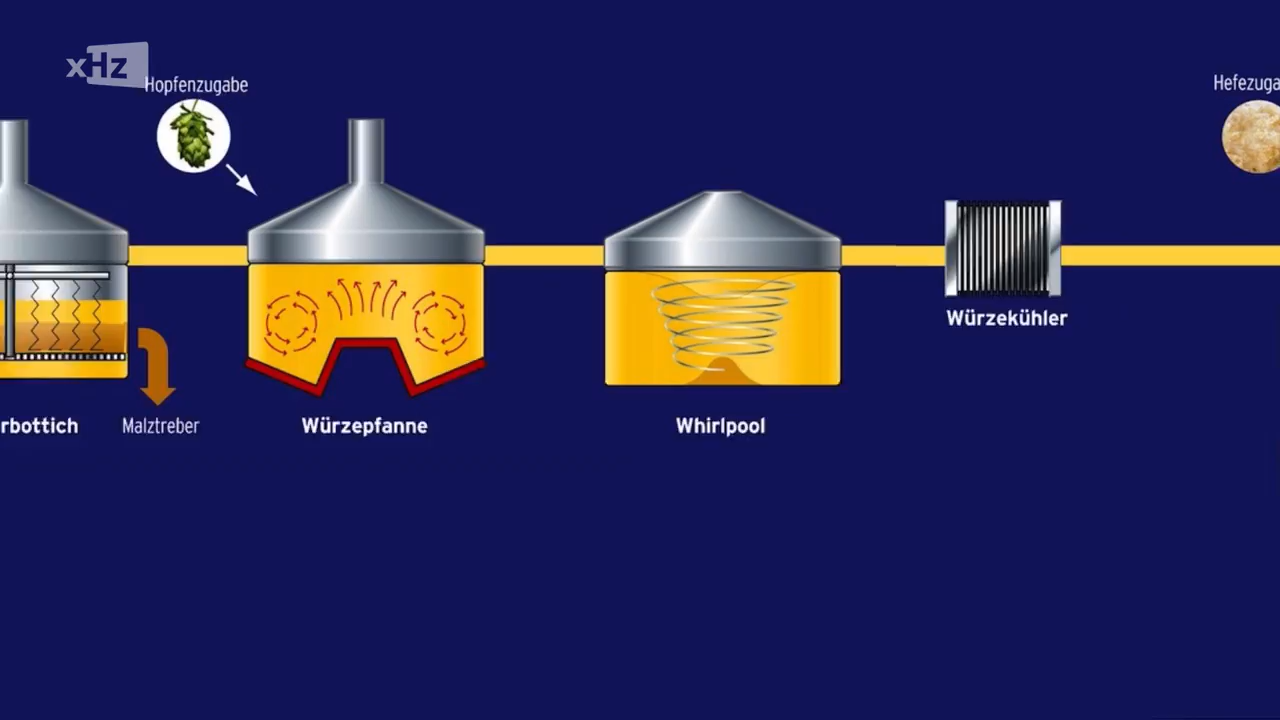 xHz
Hopfenzugabe
Hefezuga
Würzekühler
rbottich
Malztreber
Würzepfanne
Whirlpool